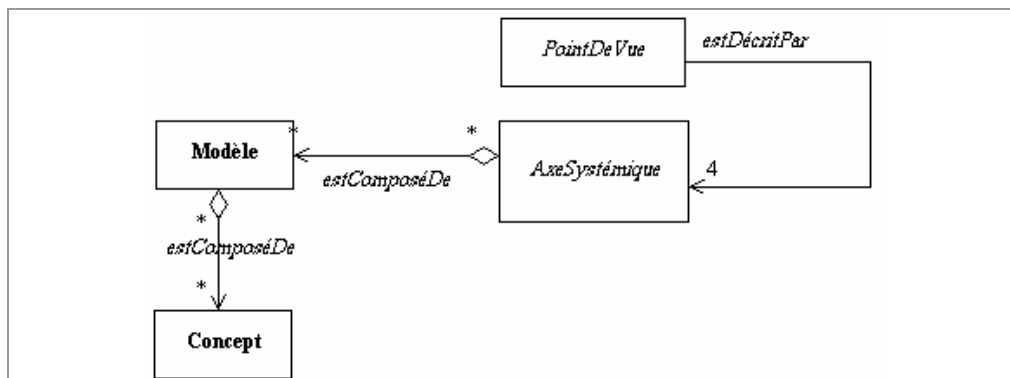 PointDeVue
estDécritPar
*
*
Modèle
AxeSystémique
4
estComposéDe
*
estComposéDe
*
Concept